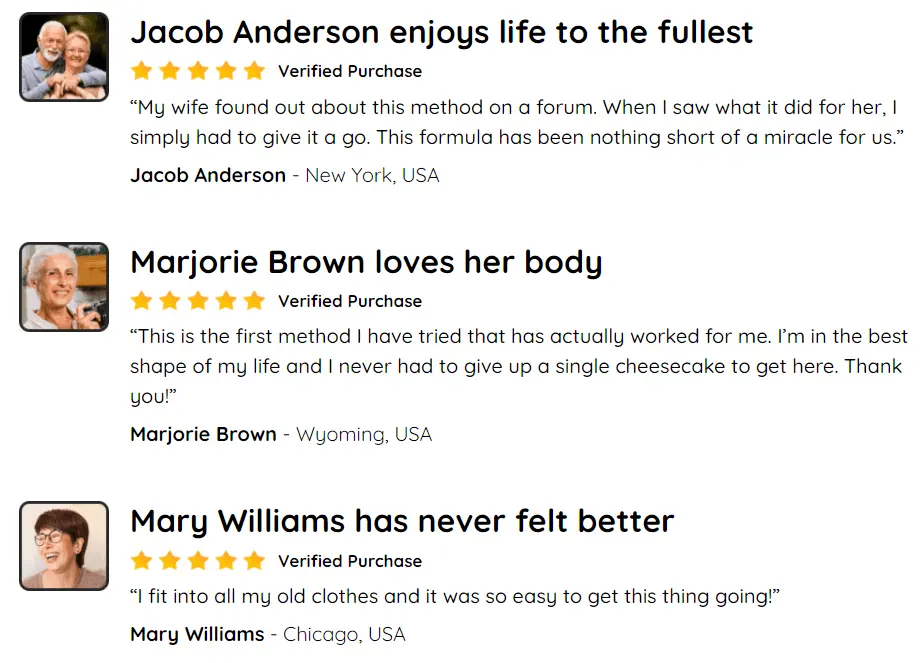 Jacob Anderson enjoys life to the fullest
Verified Purchase
“My wife found out about this method on a forum. When I saw what it did for her, I
simply had to give it a go. This formula has been nothing short of a miracle for us.”
Jacob Anderson - New York, USA
Marjorie Brown loves her body
Verified Purchase
“This is the first method I have tried that has actually worked for me. I’m in the best
shape of my life and I never had to give up a single cheesecake to get here. Thank
you!”
Marjorie Brown - Wyoming, USA
Mary Williams has never felt better
Verified Purchase
“I fit into all my old clothes and it was so easy to get this thing going!”
Mary Williams - Chicago, USA